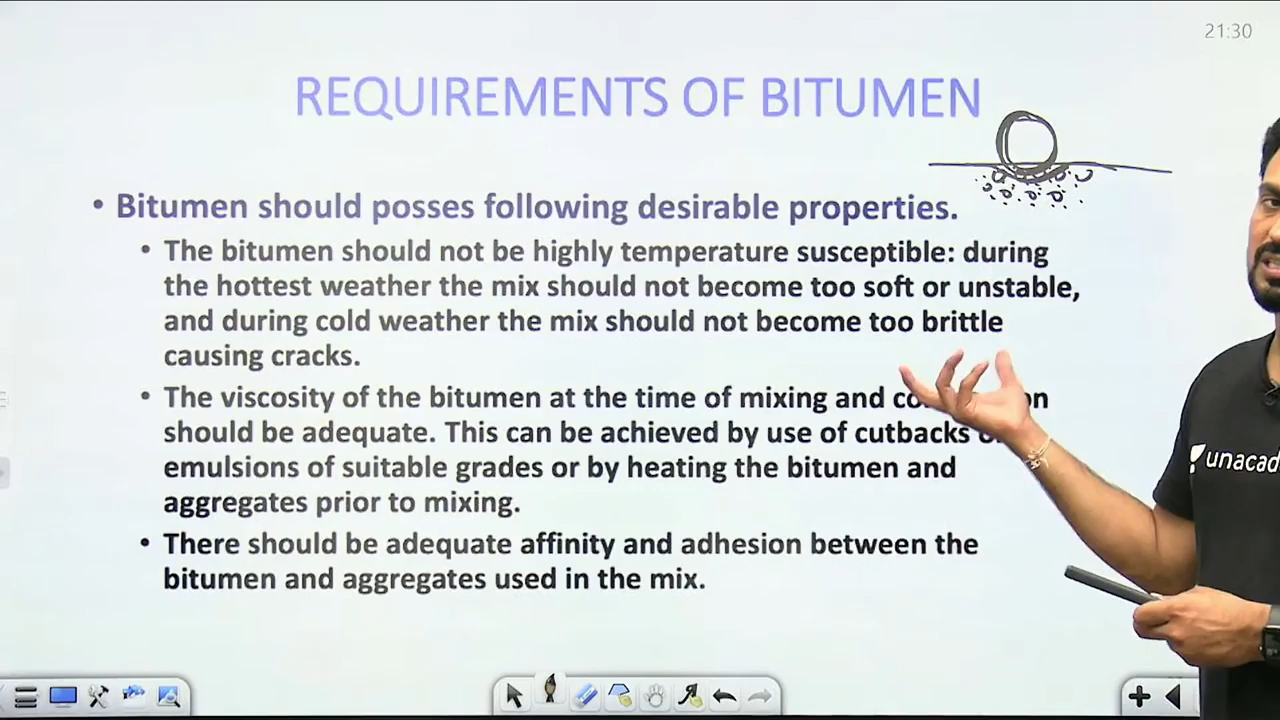 21:30
REQUIREMENTS OF BITUMEN
• Bitumen should posses following desirable properties.
• The bitumen should not be highly temperature susceptible: during
the hottest weather the mix should not become too soft or unstable,
and during cold weather the mix should not become too brittle
causing cracks.
• The viscosity of the bitumen at the time of mixing and
should be adequate. This can be achieved by use of cutbacks
emulsions of suitable grades or by heating the bitumen and
aggregates prior to mixing.
• There should be adequate affinity and adhesion between the
bitumen and aggregates used in the mix.
unacad